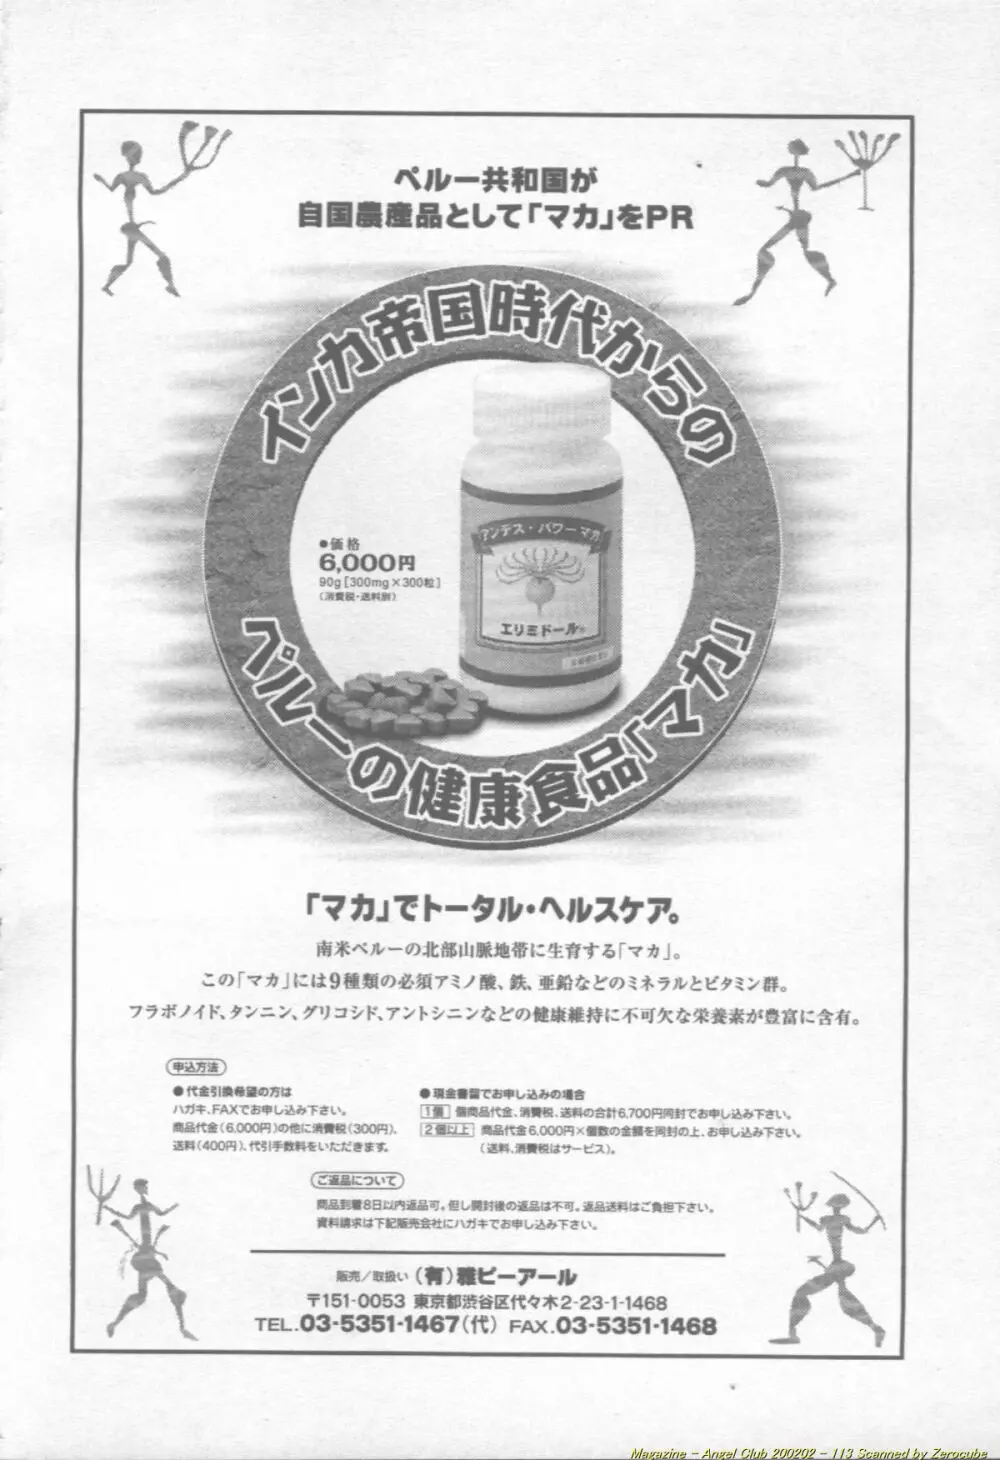 ペルー共和国が
自国農産品として「マカ」をPR
インカ帝国時代からの
●価格
6,000円
90g[300mg×300粒]
(消費税・送料別)
アンデス・パワーマカ
エリミドール®
ペルーの健康食品「マカ」
「マカ」でトータル・ヘルスケア。
南米ペルーの北部山脈地帯に生育する「マカ」。
この「マカ」には9種類の必須アミノ酸、鉄、亜鉛などのミネラルとビタミン群。
フラボノイド、タンニン、グリコシド、アントシニンなどの健康維持に不可欠な栄養素が豊富に含有。
申込方法
●代金引換希望の方は
ハガキ、FAXでお申し込み下さい。
商品代金(6,000円)の他に消費税(300円)、
送料(400円)、代引手数料をいただきます。
●現金書留でお申し込みの場合
1個 個商品代金、消費税、送料の合計6,700円同封でお申し込み下さい。
2個以上 商品代金6,000円×個数の金額を同封の上、お申し込み下さい。
(送料、消費税はサービス)。
ご返品について
商品到着8日以内返品可。但し開封後の返品は不可。返品送料はご負担下さい。
資料請求は下記販売会社にハガキでお申し込み下さい。
販売/取扱い (有)雅ピーアール
〒151-0053 東京都渋谷区代々木2-23-1-1468
TEL.03-5351-1467(代) FAX.03-5351-1468
Magazine - Angel Club 200202 - 113 Scanned by Zerocube